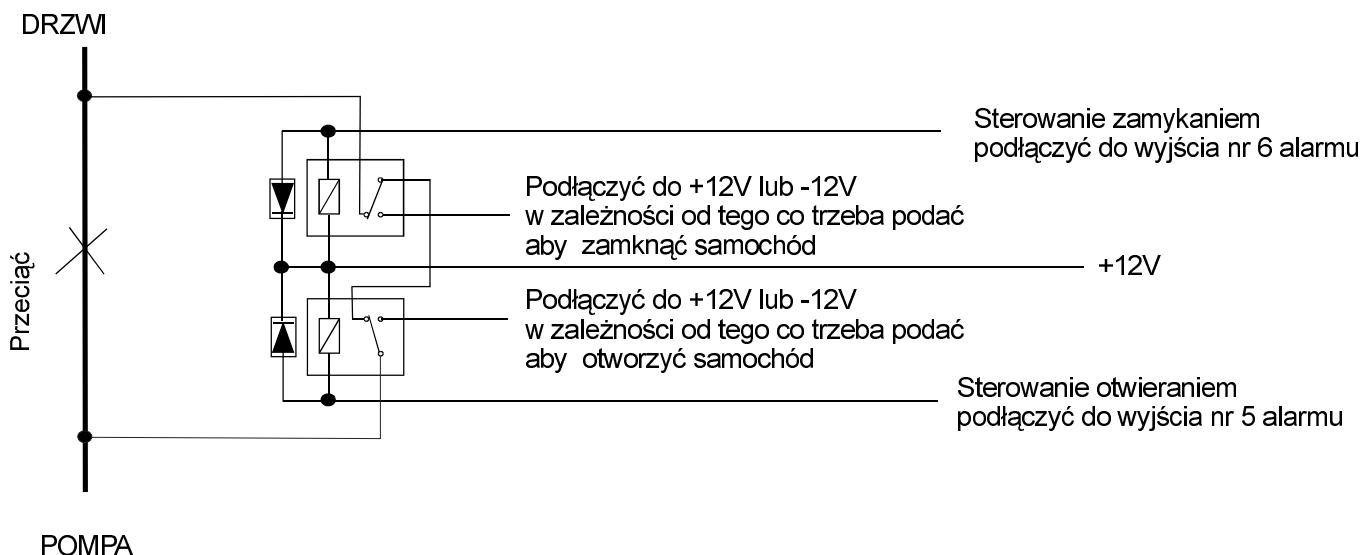 DRZWI
Sterowanie zamykaniem
podłączyć do wyjścia nr 6 alarmu
Podłączyć do +12V lub -12V
w zależności od tego co trzeba podać
aby zamknąć samochód
Przeciąć
+12V
Podłączyć do +12V lub -12V
w zależności od tego co trzeba podać
aby otworzyć samochód
Sterowanie otwieraniem
podłączyć do wyjścia nr 5 alarmu
POMPA